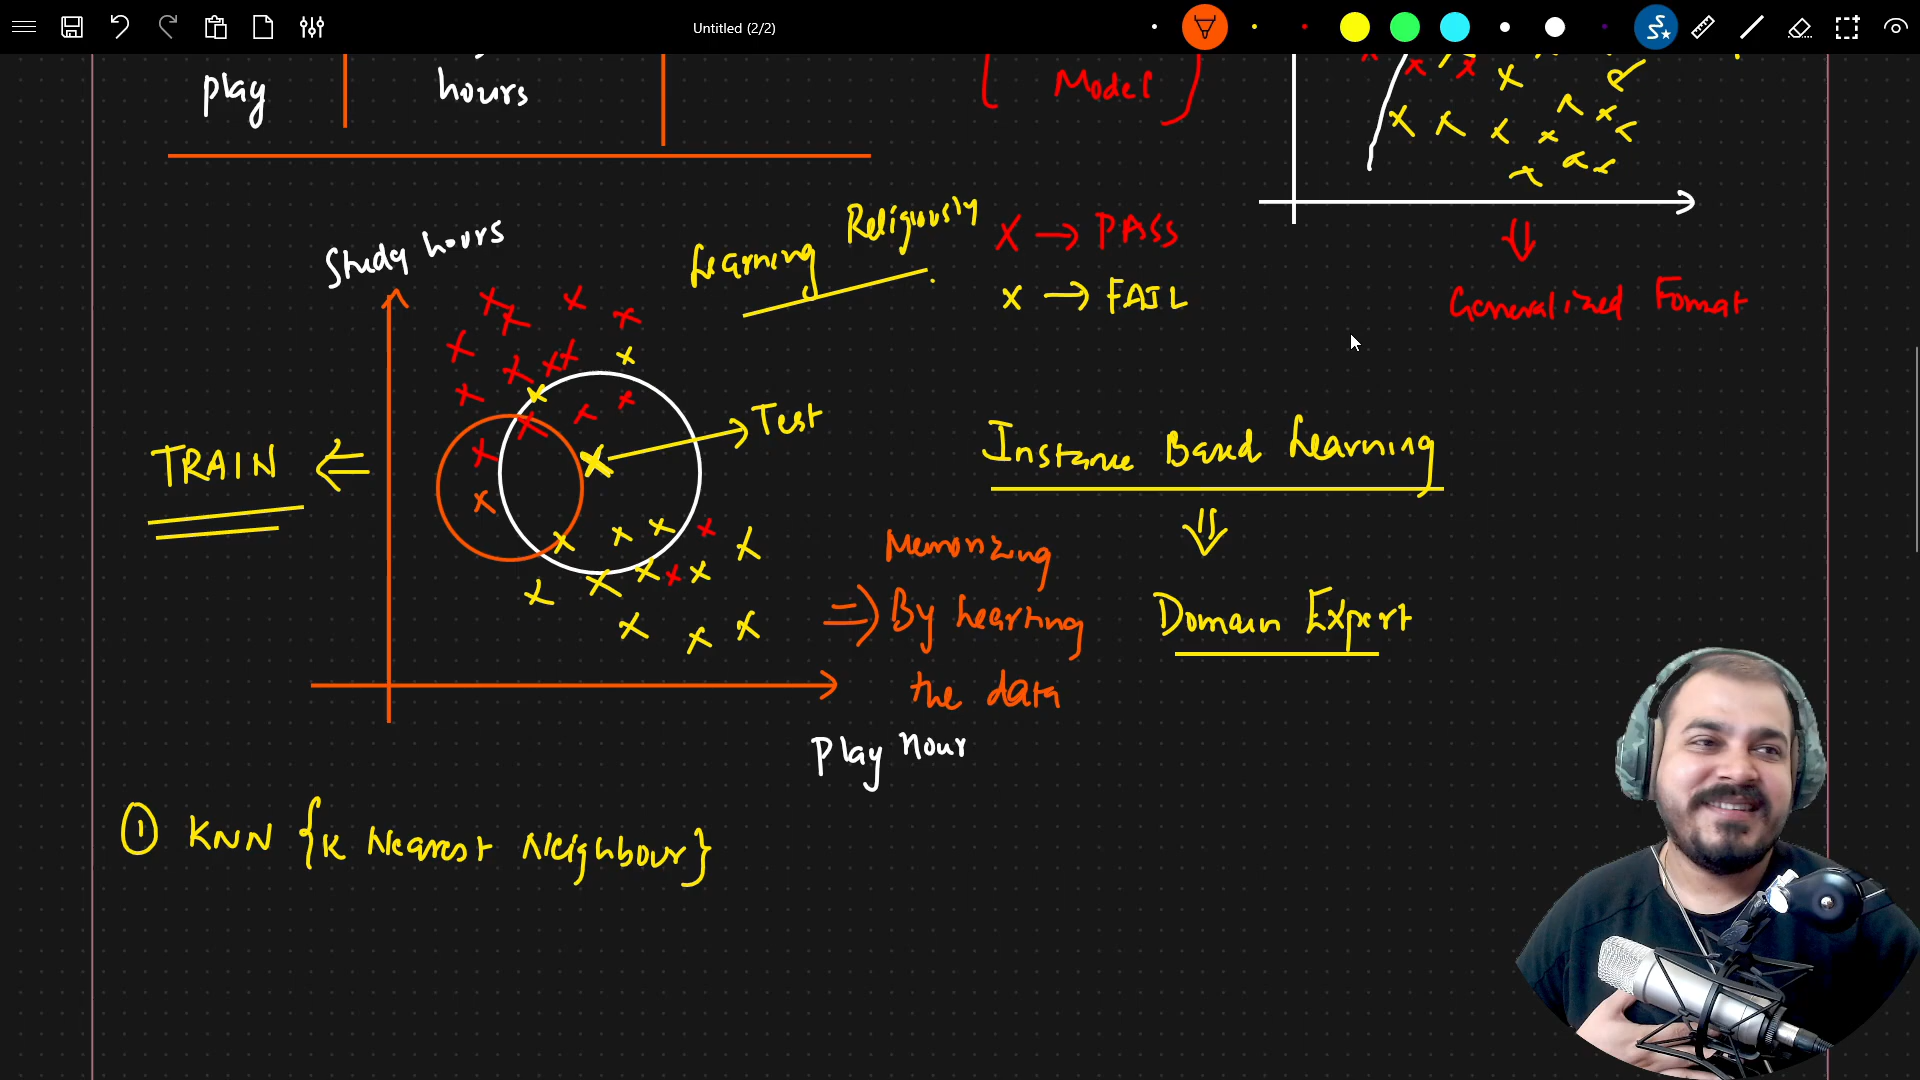 Untitled (2/2)
play
hours
Model
Study hours
Learning Religiously
X → PASS
x → FAIL
Generalized Format
TRAIN
Test
Instance Based Learning
Memorizing
⇒ By hearting
the data
Domain Expert
Play hour
① KNN {K Nearest Neighbour}